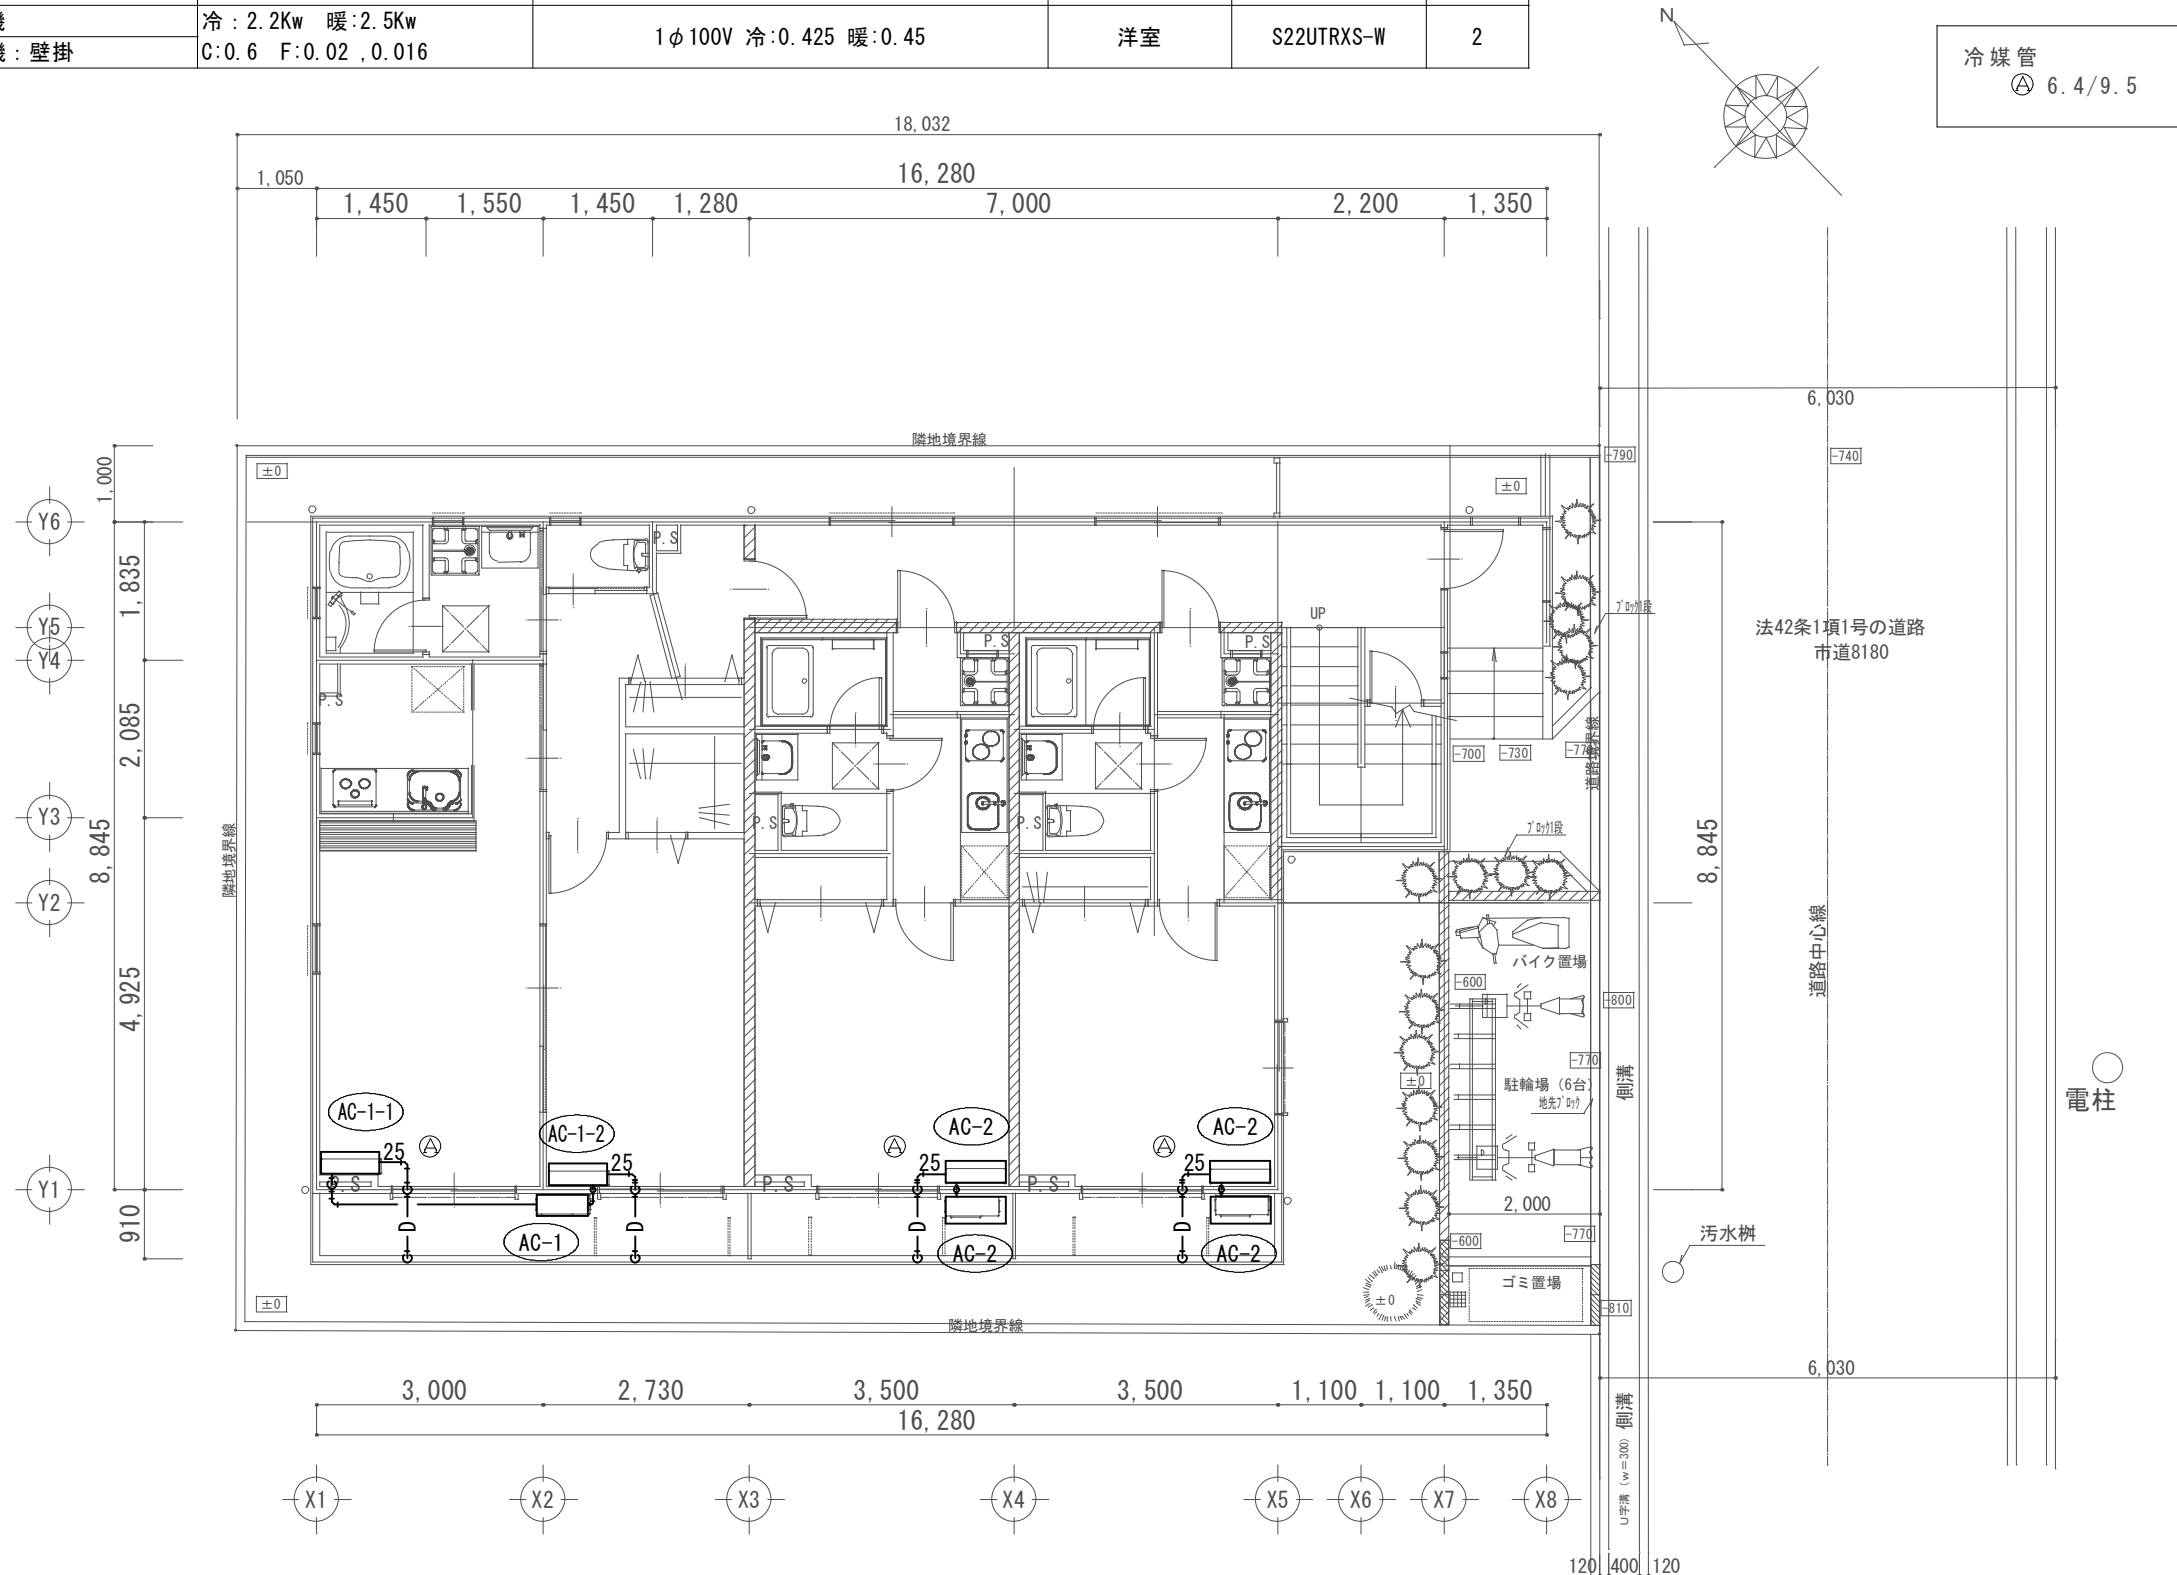 機
冷：2.2Kw 暖:2.5Kw
機：壁掛
C:0.6 F:0.02 ,0.016
1φ100V 冷:0.425 暖:0.45
洋室
S22UTRXS-W
2
N
冷媒管
Ⓐ 6.4/9.5
18,032
1,050
16,280
1,450
1,550
1,450
1,280
7,000
2,200
1,350
6,030
隣地境界線
±0
±0
-790
-740
1,000
Y6
1,835
Y5
Y4
2,085
Y3
8,845
Y2
4,925
Y1
910
P.S
P.S
P.S
P.S
UP
ﾌﾞﾛｯｸ1段
法42条1項1号の道路
市道8180
-700
-730
-770
道路境界線
P.S
P.S
隣地境界線
ﾌﾞﾛｯｸ1段
8,845
道路中心線
バイク置場
-600
-800
-770
±0
駐輪場（6台）
地先ﾌﾞﾛｯｸ
側溝
電柱
AC-1-1
AC-1-2
AC-2
AC-2
25
Ⓐ
25
25
Ⓐ
25
Ⓐ
P.S
P.S
P.S
D
D
D
D
AC-1
AC-2
AC-2
2,000
-600
-770
汚水桝
ゴミ置場
±0
±0
-810
隣地境界線
6,030
3,000
2,730
3,500
3,500
1,100
1,100
1,350
16,280
側溝
U字溝（w＝300）
X1
X2
X3
X4
X5
X6
X7
X8
120
400
120